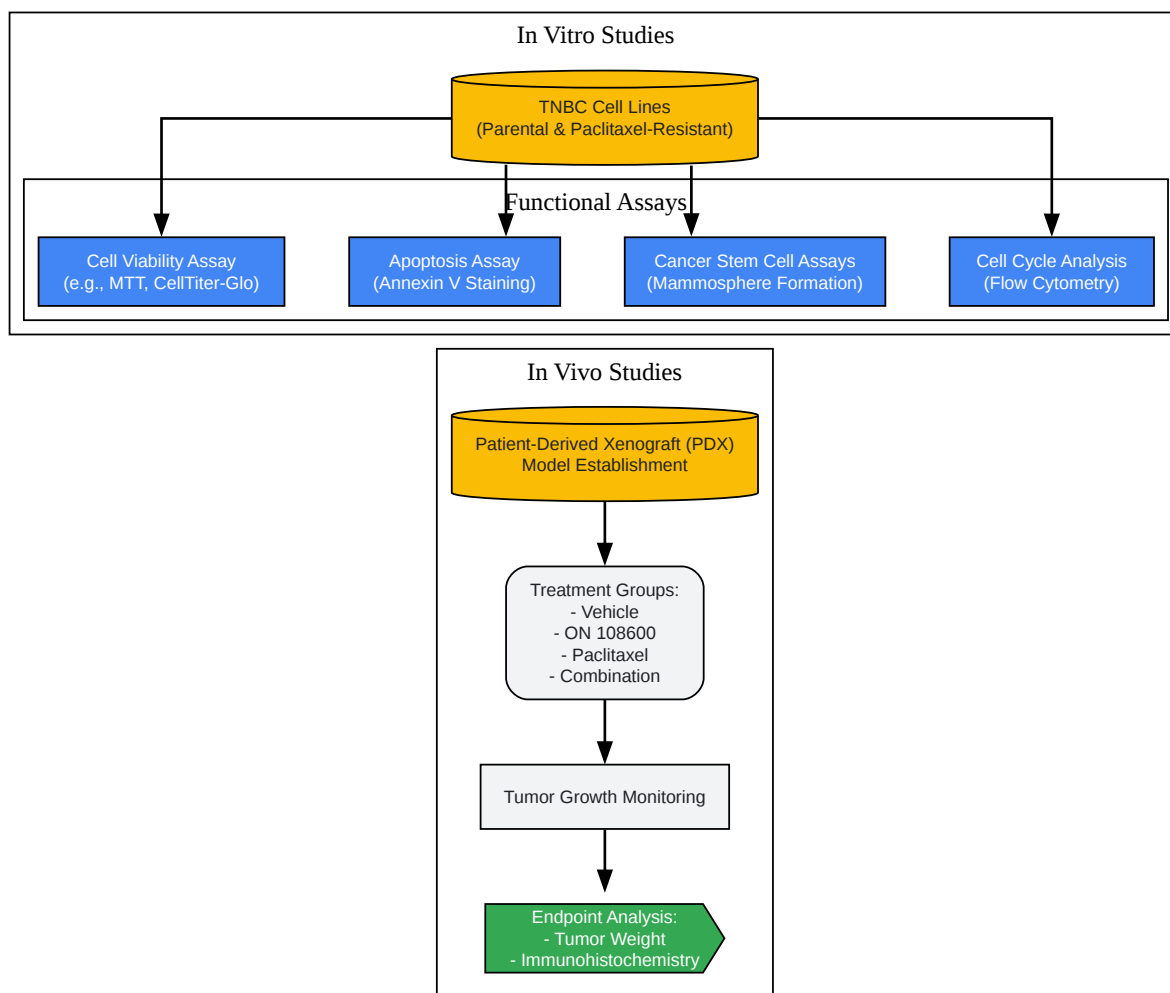 In Vitro Studies
TNBC Cell Lines
(Parental & Paclitaxel-Resistant)
Functional Assays
Cell Viability Assay
(e.g., MTT, CellTiter-Glo)
Apoptosis Assay
(Annexin V Staining)
Cancer Stem Cell Assays
(Mammosphere Formation)
Cell Cycle Analysis
(Flow Cytometry)
In Vivo Studies
Patient-Derived Xenograft (PDX)
Model Establishment
Treatment Groups:
- Vehicle
- ON 108600
- Paclitaxel
- Combination
Tumor Growth Monitoring
Endpoint Analysis:
- Tumor Weight
- Immunohistochemistry